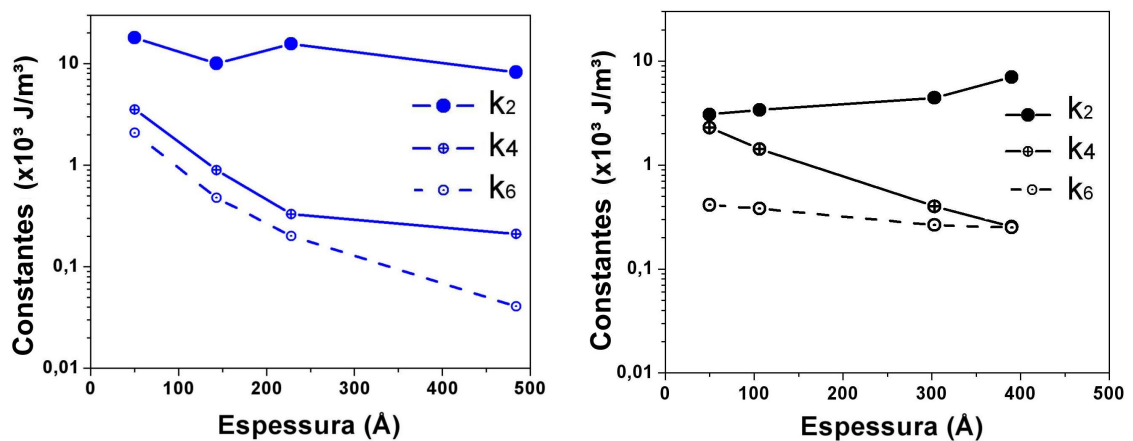 Constantes (x10³ J/m³)
10
1
0,1
0,01
k2
k4
k6
0 100 200 300 400 500
Espessura (Å)
Constantes (x10³ J/m³)
10
1
0,1
0,01
k2
k4
k6
0 100 200 300 400 500
Espessura (Å)